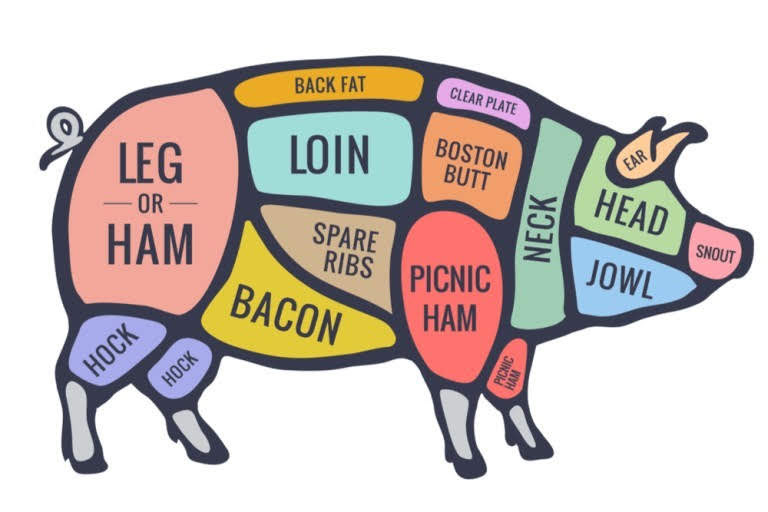 BACK FAT
CLEAR PLATE
LEG
OR
HAM
LOIN
BOSTON
BUTT
NECK
EAR
HEAD
SNOUT
JOWL
SPARE
RIBS
BACON
PICNIC
HAM
HOCK
HOCK
PICNIC
HAM